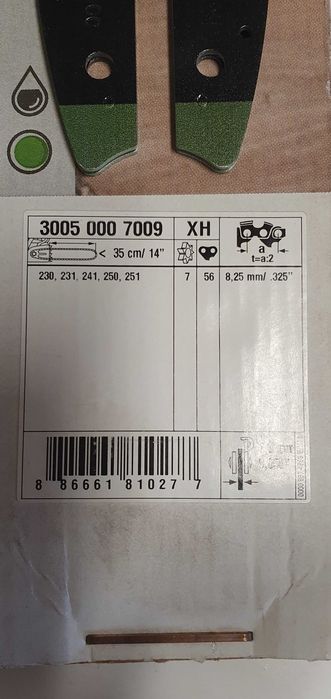 3005 000 7009 XH
< 35 cm/ 14" a
t=a:2
230, 231, 241, 250, 251 7 56 8,25 mm/ .325"
8 86661 81027 7